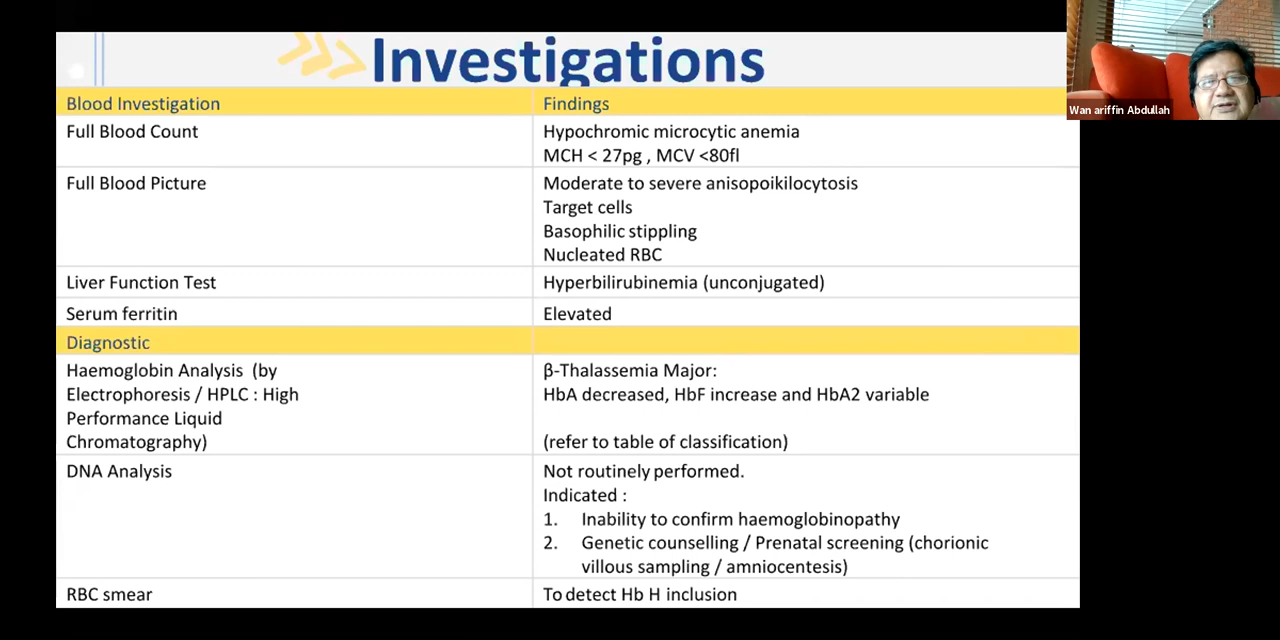 Investigations
Wan ariffin Abdullah
Blood Investigation
Findings
Full Blood Count
Hypochromic microcytic anemia
MCH < 27pg , MCV <80fl
Full Blood Picture
Moderate to severe anisopoikilocytosis
Target cells
Basophilic stippling
Nucleated RBC
Liver Function Test
Hyperbilirubinemia (unconjugated)
Serum ferritin
Elevated
Diagnostic
Haemoglobin Analysis (by
Electrophoresis / HPLC : High
Performance Liquid
Chromatography)
β-Thalassemia Major:
HbA decreased, HbF increase and HbA2 variable
(refer to table of classification)
DNA Analysis
Not routinely performed.
Indicated :
1. Inability to confirm haemoglobinopathy
2. Genetic counselling / Prenatal screening (chorionic
villous sampling / amniocentesis)
RBC smear
To detect Hb H inclusion